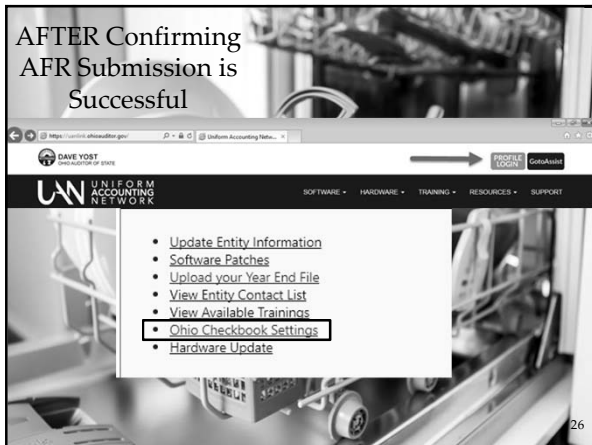 AFTER Confirming
AFR Submission is
Successful
https://uanlink.ohioauditor.gov/
Uniform Accounting Netw...
DAVE YOST
OHIO AUDITOR OF STATE
PROFILE
LOGIN
GotoAssist
UAN UNIFORM
ACCOUNTING
NETWORK
SOFTWARE HARDWARE TRAINING RESOURCES SUPPORT
• Update Entity Information
• Software Patches
• Upload your Year End File
• View Entity Contact List
• View Available Trainings
• Ohio Checkbook Settings
• Hardware Update
26